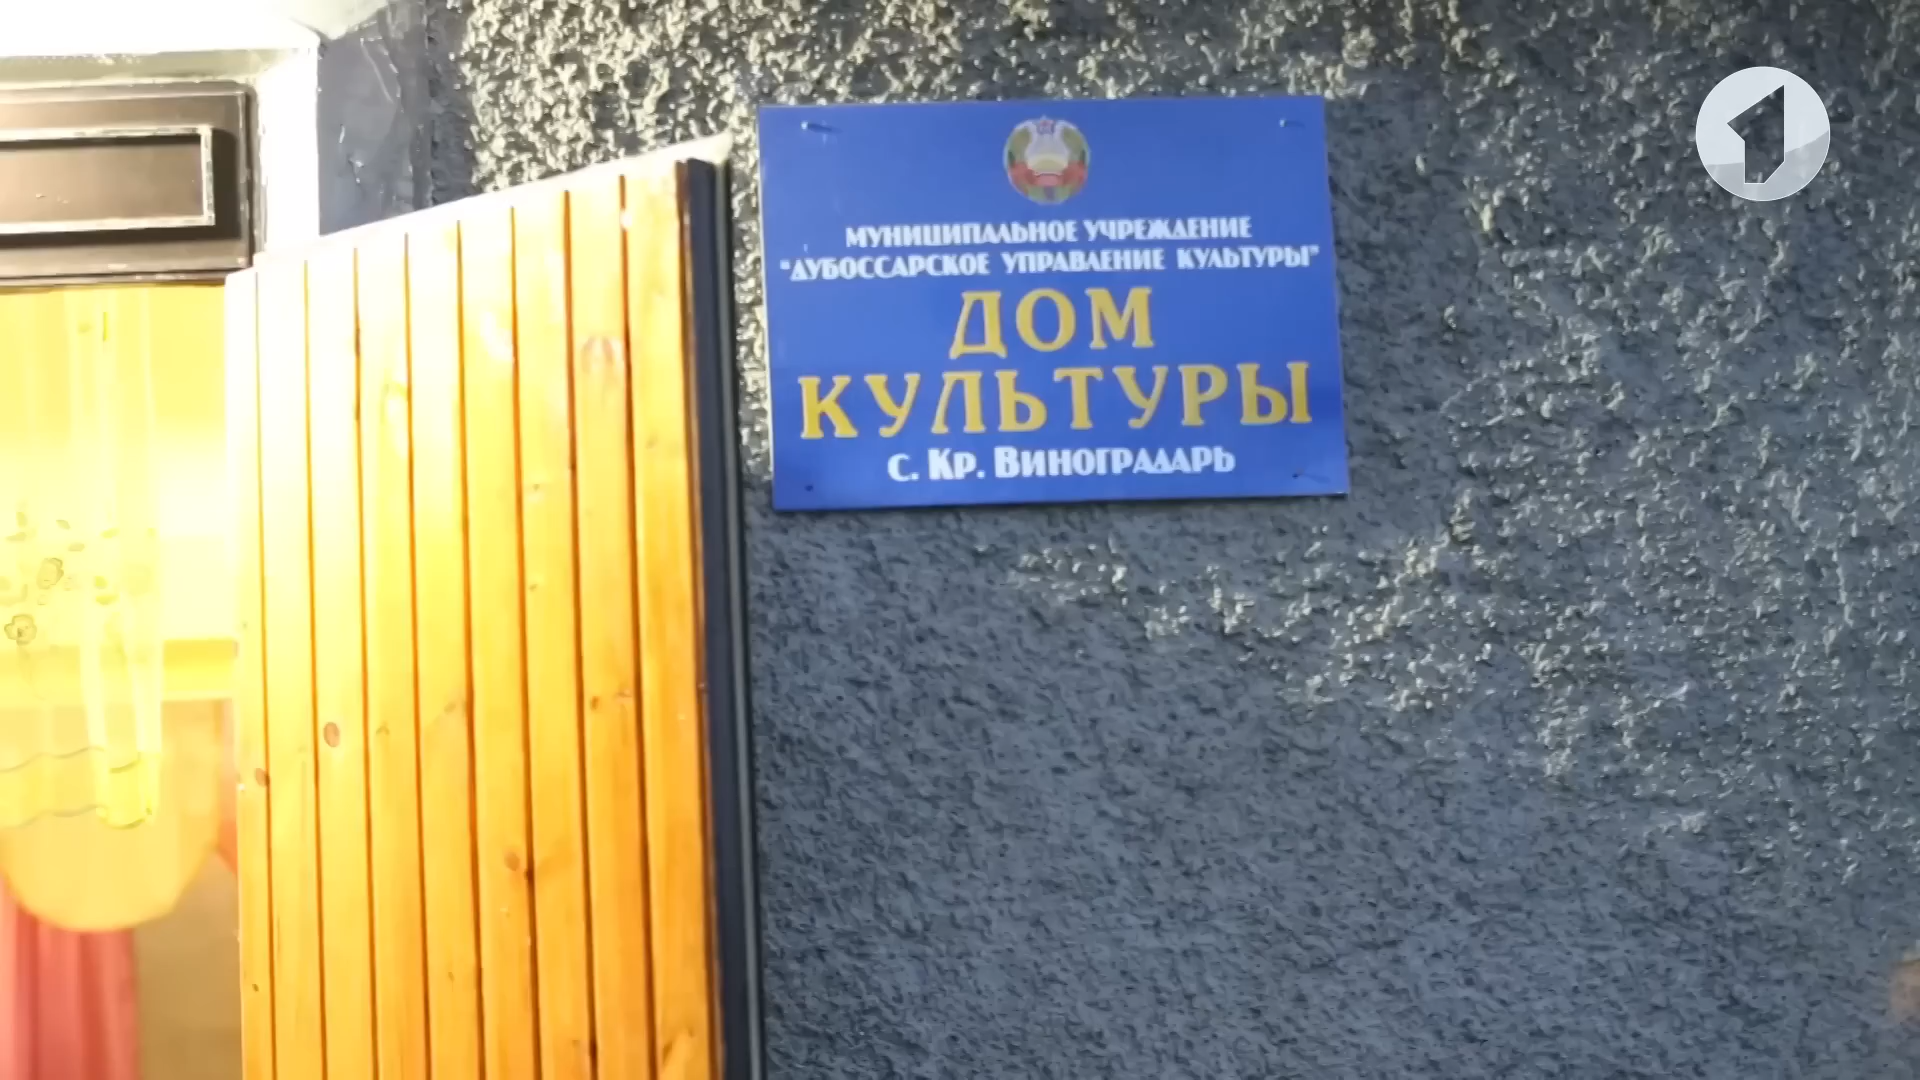 МУНИЦИПАЛЬНОЕ УЧРЕЖДЕНИЕ
"ДУБОССАРСКОЕ УПРАВЛЕНИЕ КУЛЬТУРЫ"
ДОМ
КУЛЬТУРЫ
с. Кр. Виноградарь